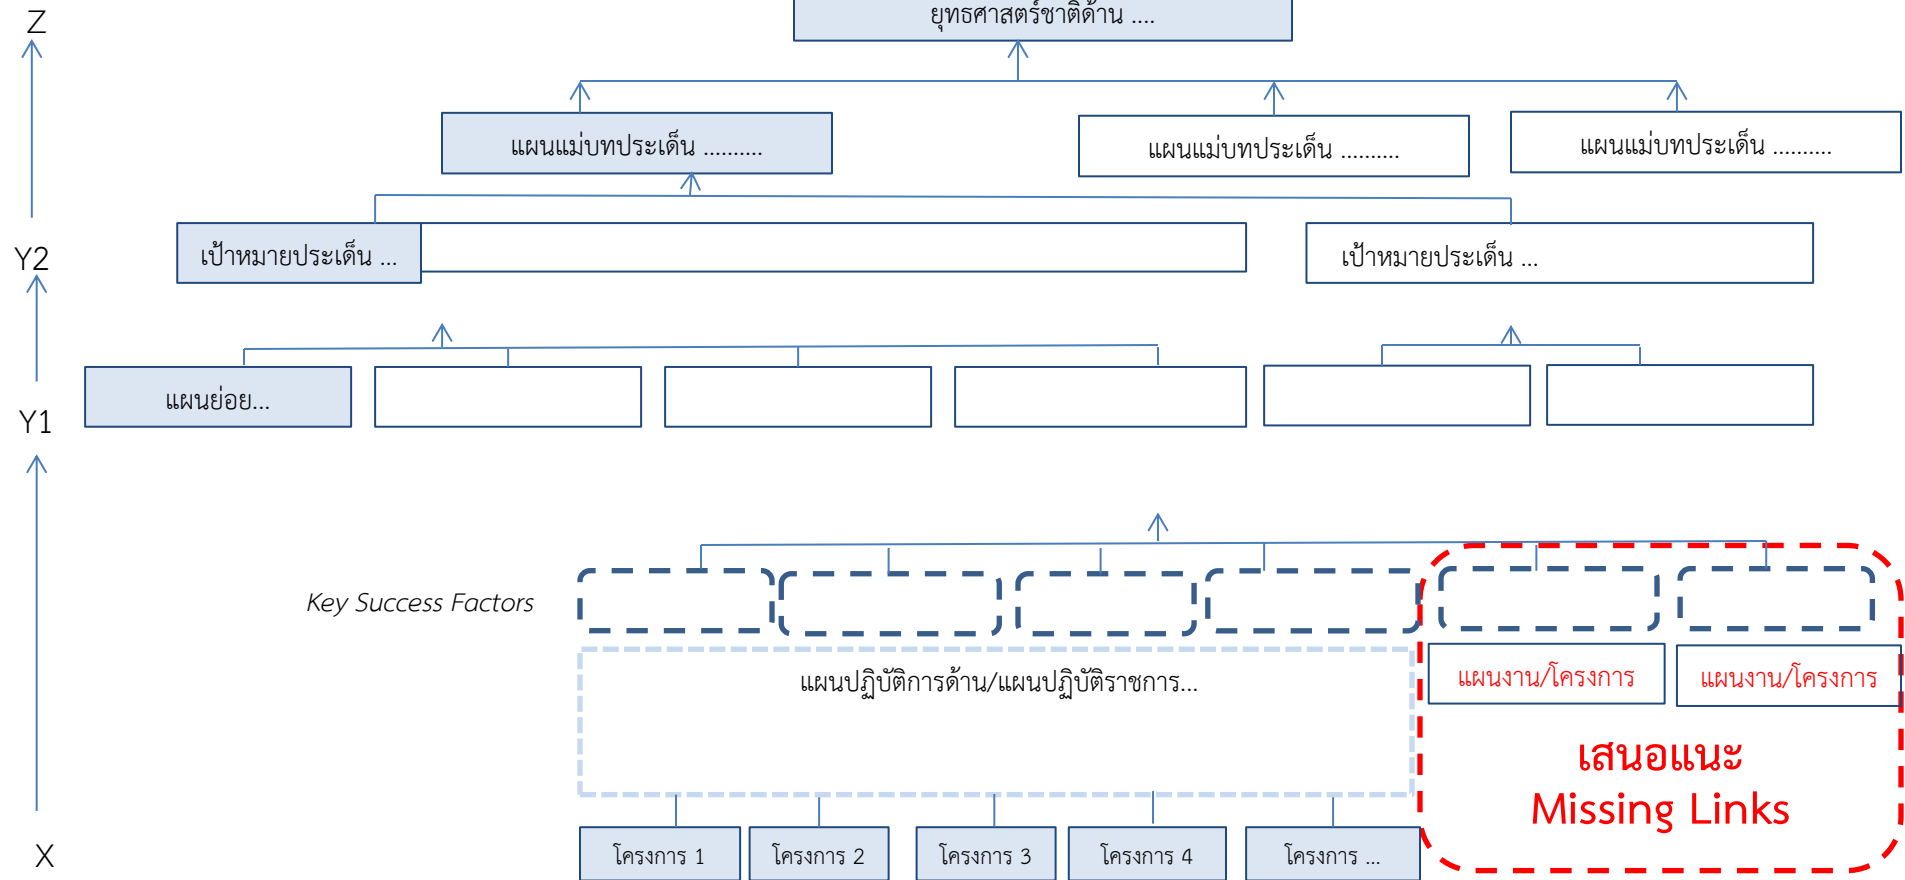 Z
ยุทธศาสตร์ชาติด้าน ....
แผนแม่บทประเด็น ..........
แผนแม่บทประเด็น ..........
แผนแม่บทประเด็น ..........
Y2
เป้าหมายประเด็น ...
เป้าหมายประเด็น ...
Y1
แผนย่อย...
Key Success Factors
แผนปฏิบัติการด้าน/แผนปฏิบัติราชการ...
แผนงาน/โครงการ
แผนงาน/โครงการ
เสนอแนะ
Missing Links
X
โครงการ 1
โครงการ 2
โครงการ 3
โครงการ 4
โครงการ ...